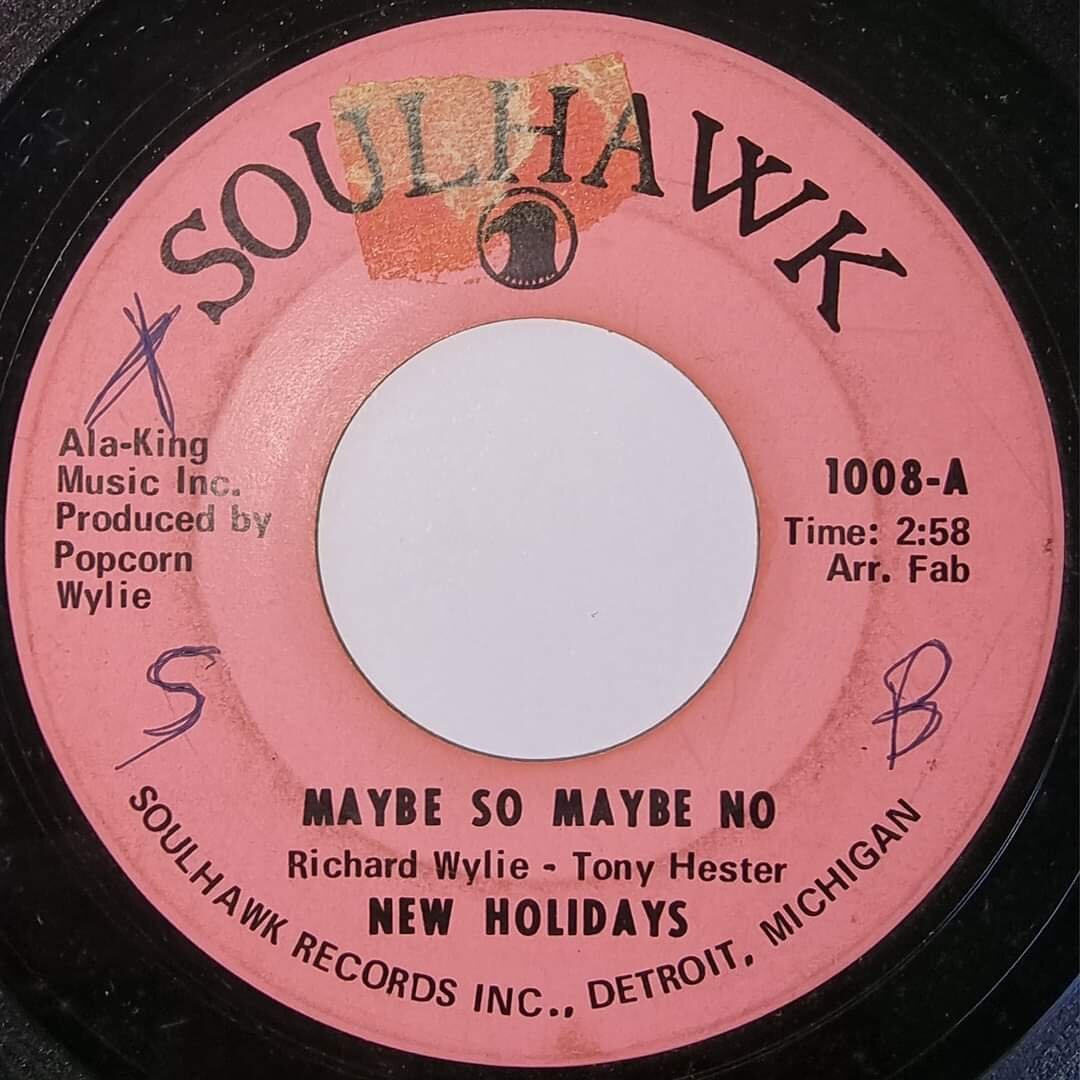 SOULHAWK
X
Ala-King
Music Inc.
Produced by
Popcorn
Wylie
1008-A
Time: 2:58
Arr. Fab
S
B
MAYBE SO MAYBE NO
Richard Wylie - Tony Hester
NEW HOLIDAYS
SOULHAWK RECORDS INC., DETROIT, MICHIGAN